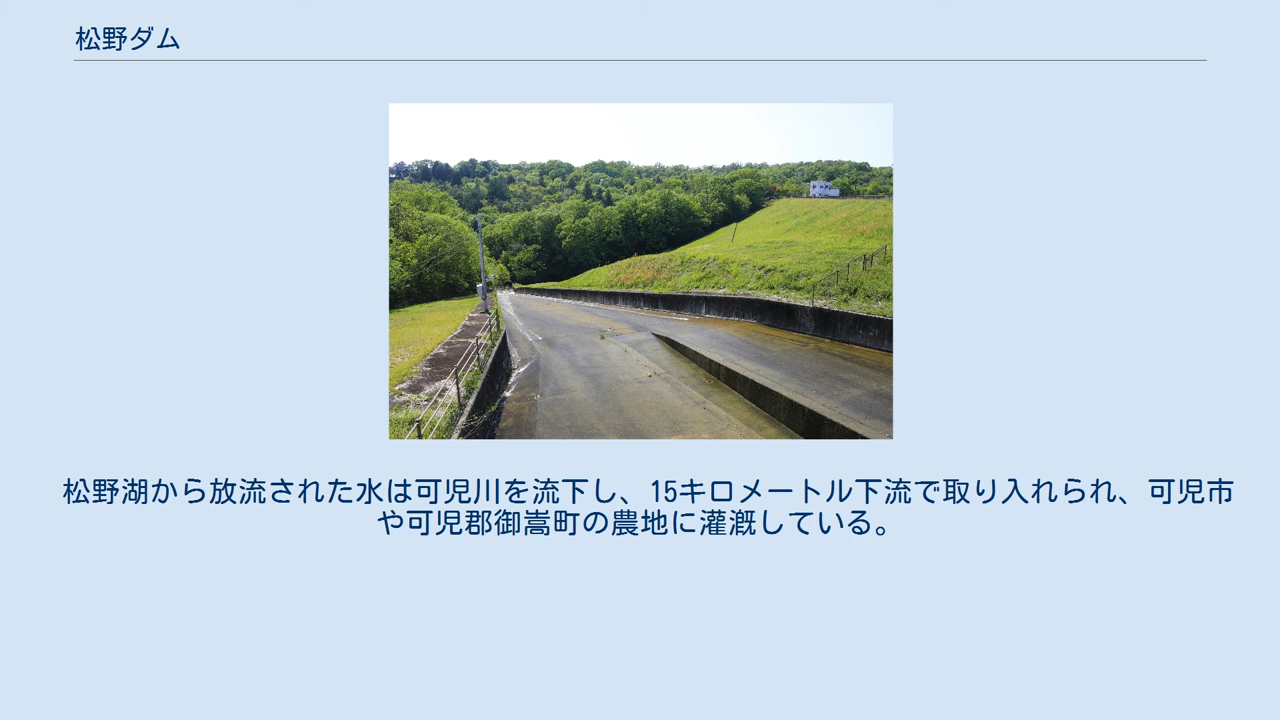 松野ダム
松野湖から放流された水は可児川を流下し、15キロメートル下流で取り入れられ、可児市
や可児郡御嵩町の農地に灌漑している。